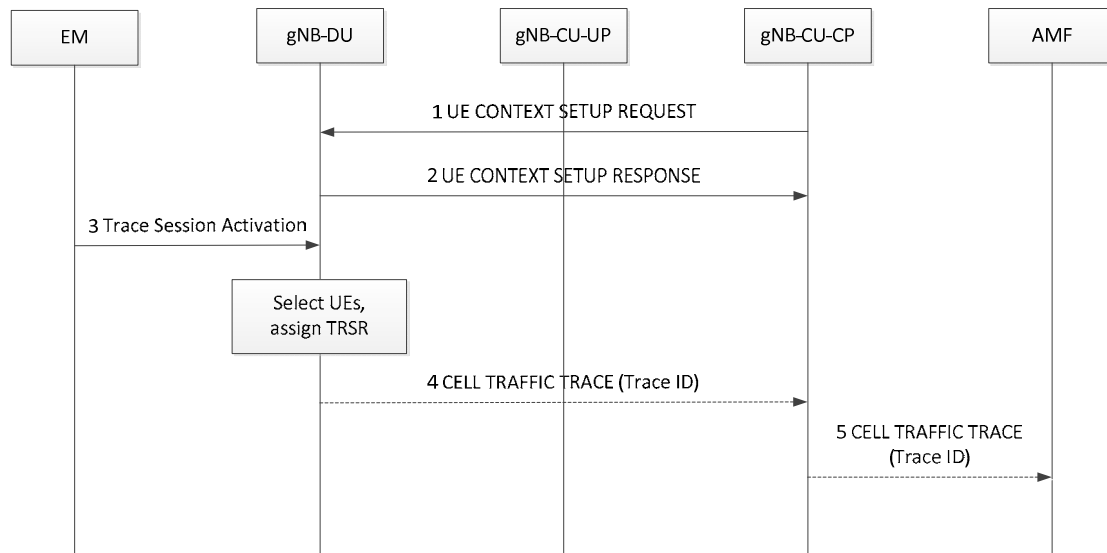 EM
gNB-DU
gNB-CU-UP
gNB-CU-CP
AMF
1 UE CONTEXT SETUP REQUEST
2 UE CONTEXT SETUP RESPONSE
3 Trace Session Activation
Select UEs,
assign TRSR
4 CELL TRAFFIC TRACE (Trace ID)
5 CELL TRAFFIC TRACE
(Trace ID)